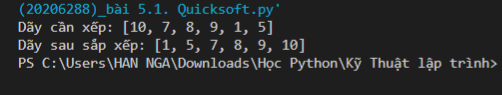 (20206288)_bài 5.1. Quicksoft.py'
Dãy cần xếp: [10, 7, 8, 9, 1, 5]
Dãy sau sắp xếp: [1, 5, 7, 8, 9, 10]
PS C:\Users\HAN NGA\Downloads\Học Python\Kỹ Thuật lập trình>